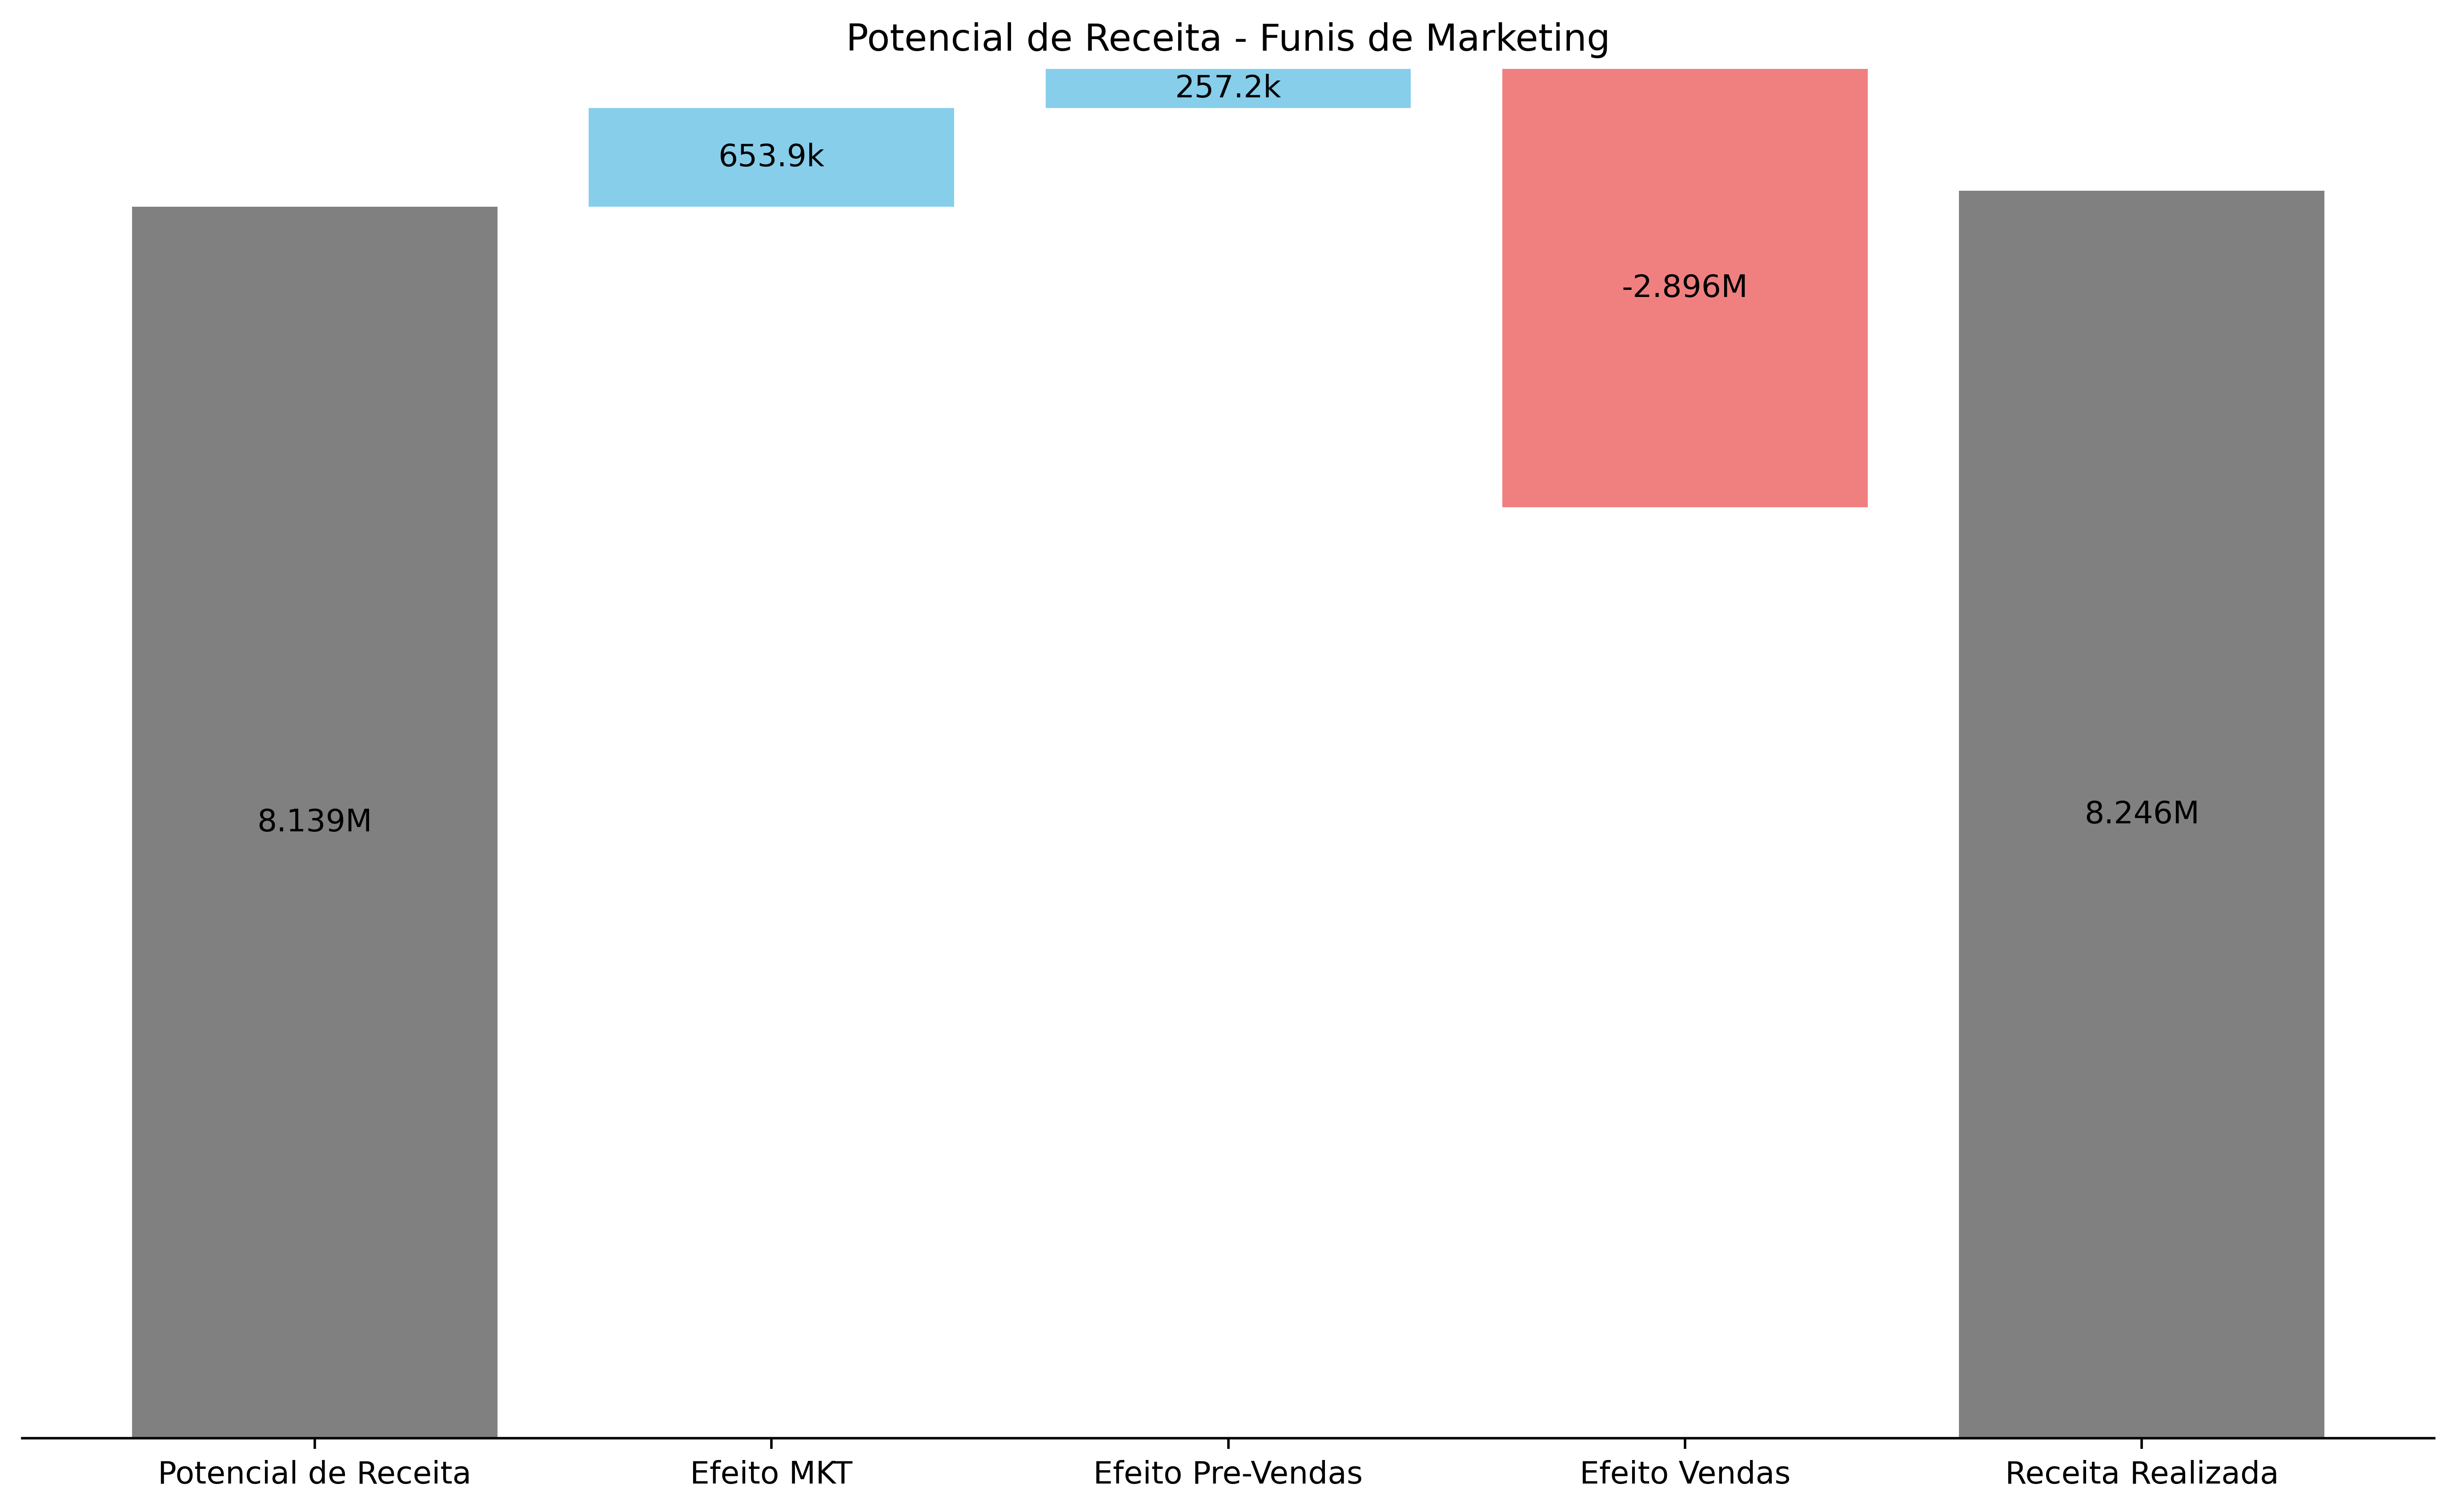 Potencial de Receita - Funis de Marketing
257.2k
653.9k
-2.896M
8.139M
8.246M
Potencial de Receita
Efeito MKT
Efeito Pre-Vendas
Efeito Vendas
Receita Realizada